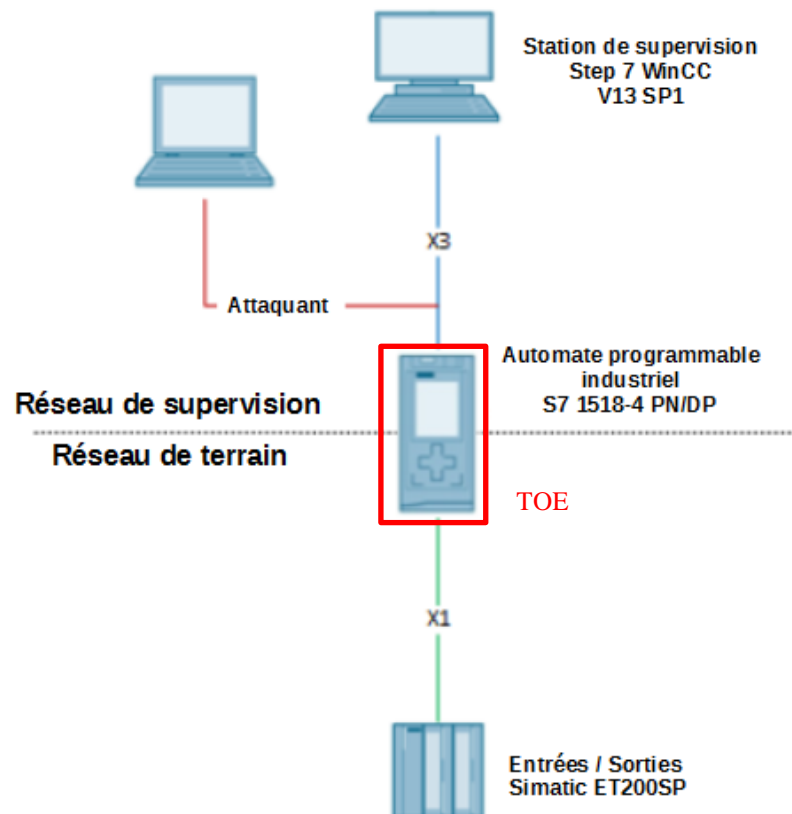 Station de supervision
Step 7 WinCC
V13 SP1
X3
Attaquant
Automate programmable
industriel
S7 1518-4 PN/DP
Réseau de supervision
Réseau de terrain
TOE
X1
Entrées / Sorties
Simatic ET200SP